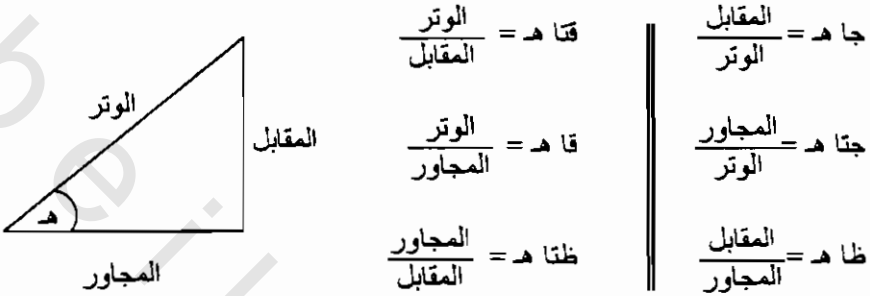 جا هـ = المقابل / الوتر
جتا هـ = المجاور / الوتر
ظا هـ = المقابل / المجاور
قتا هـ = الوتر / المقابل
قا هـ = الوتر / المجاور
ظتا هـ = المجاور / المقابل
الوتر
المقابل
هـ
المجاور